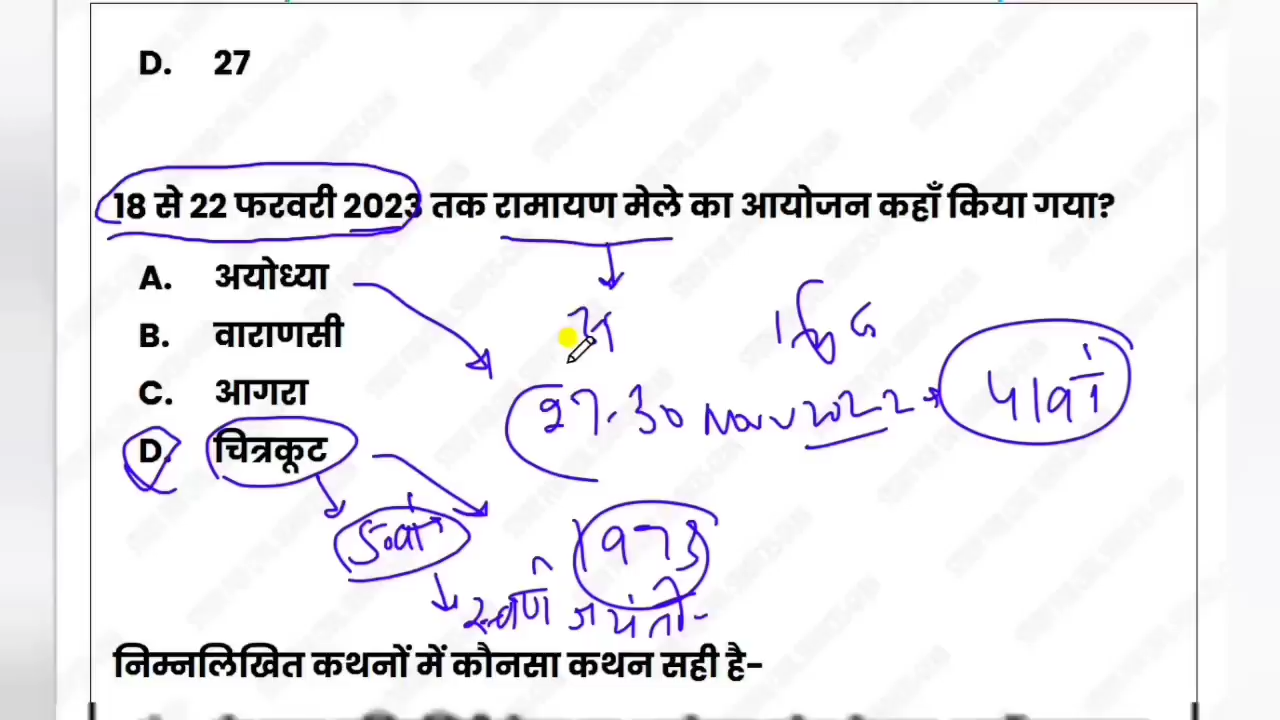 D. 27
18 से 22 फरवरी 2023 तक रामायण मेले का आयोजन कहाँ किया गया?
A. अयोध्या
B. वाराणसी
C. आगरा
D. चित्रकूट
27-30 Nov 2022 → 41वां
50वां
1973
स्वर्ण जयंती
निम्नलिखित कथनों में कौनसा कथन सही है-